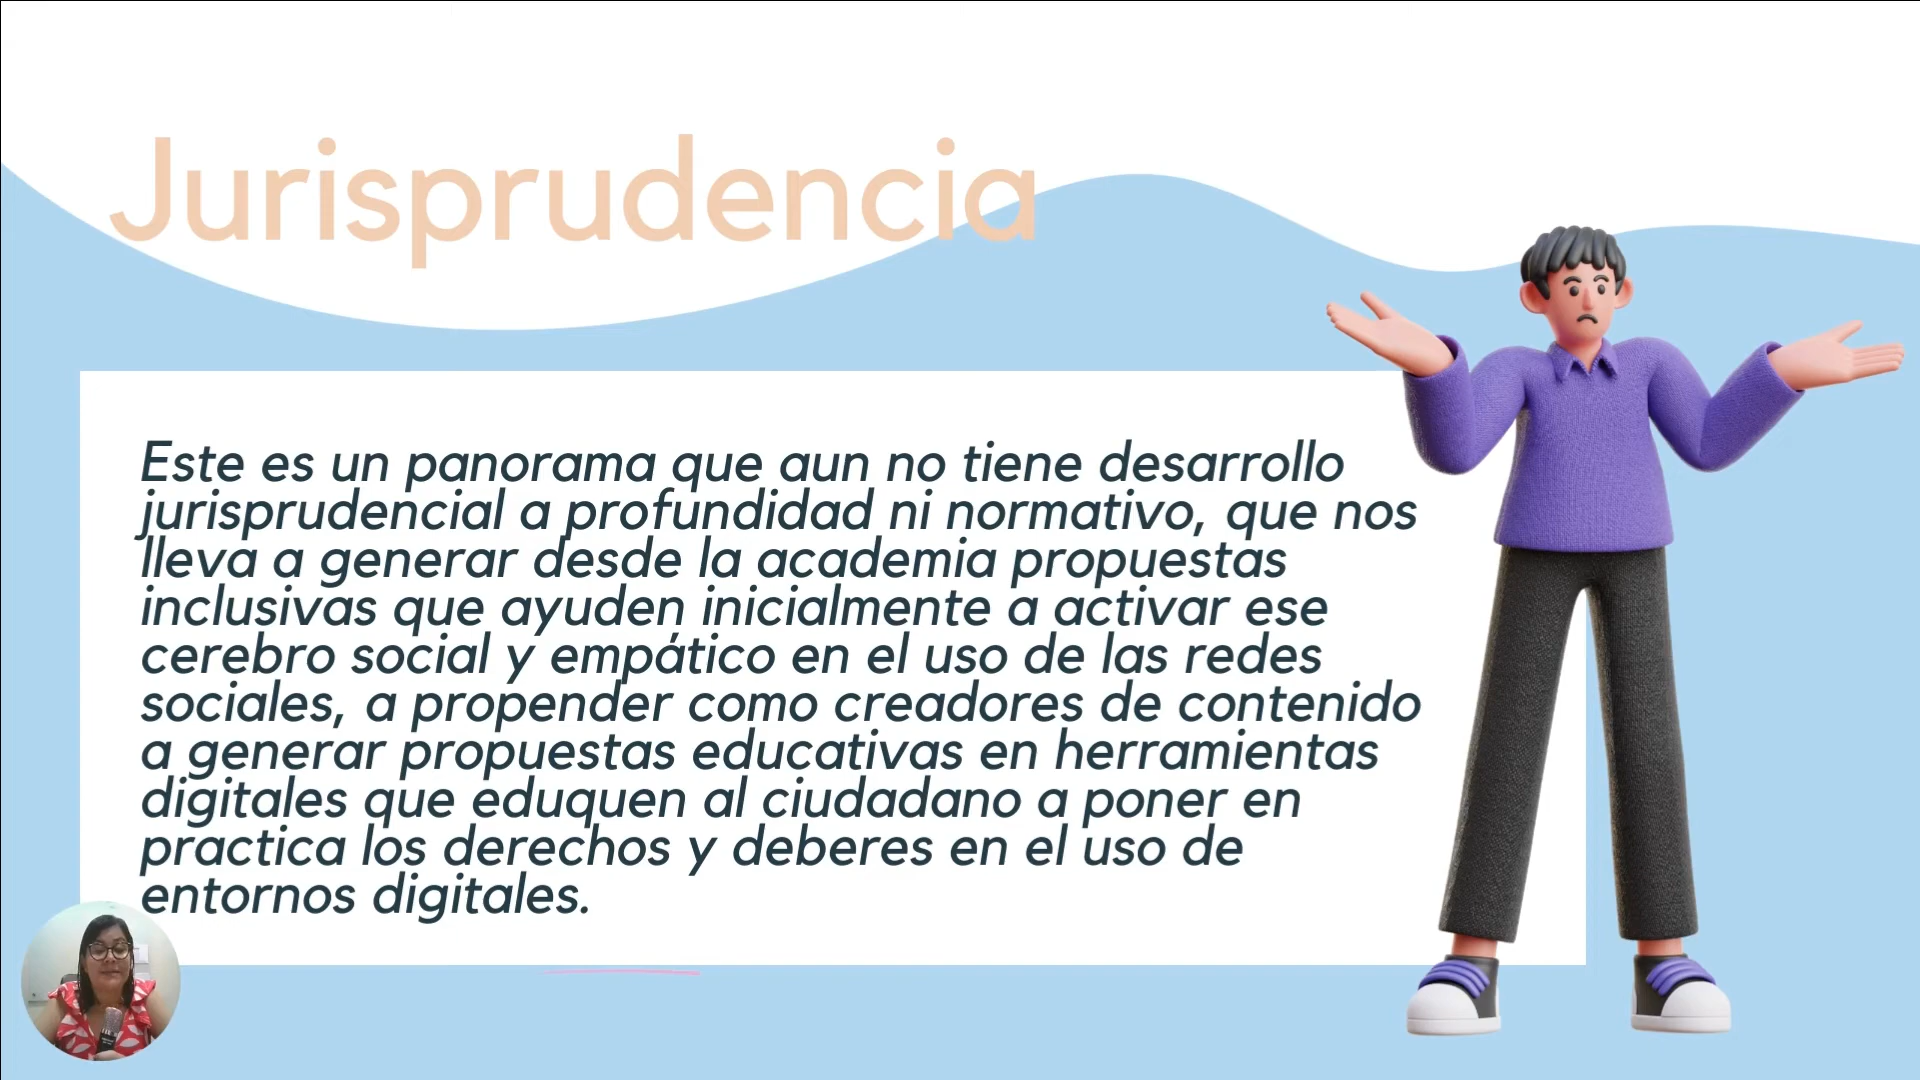 Jurisprudencia
Este es un panorama que aun no tiene desarrollo
jurisprudencial a profundidad ni normativo, que nos
lleva a generar desde la academia propuestas
inclusivas que ayuden inicialmente a activar ese
cerebro social y empático en el uso de las redes
sociales, a propender como creadores de contenido
a generar propuestas educativas en herramientas
digitales que eduquen al ciudadano a poner en
practica los derechos y deberes en el uso de
entornos digitales.